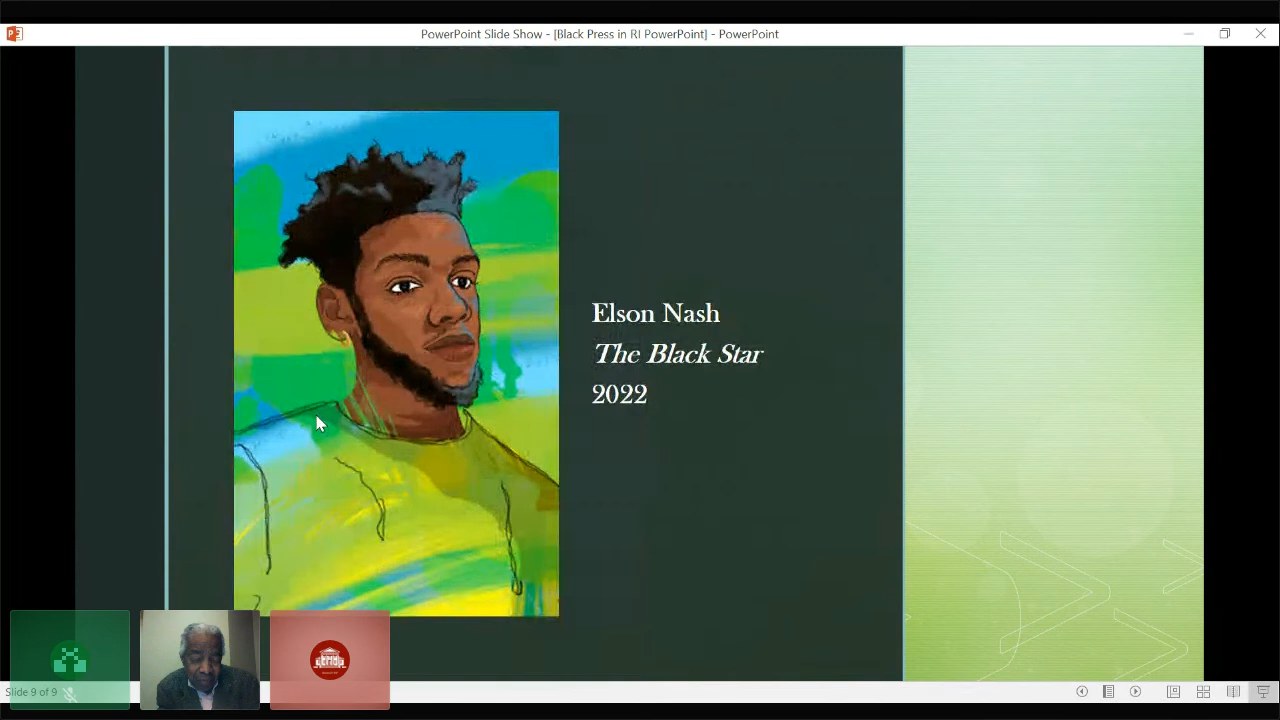 PowerPoint Slide Show - [Black Press in RI PowerPoint] - PowerPoint
Elson Nash
The Black Star
2022
Slide 9 of 9